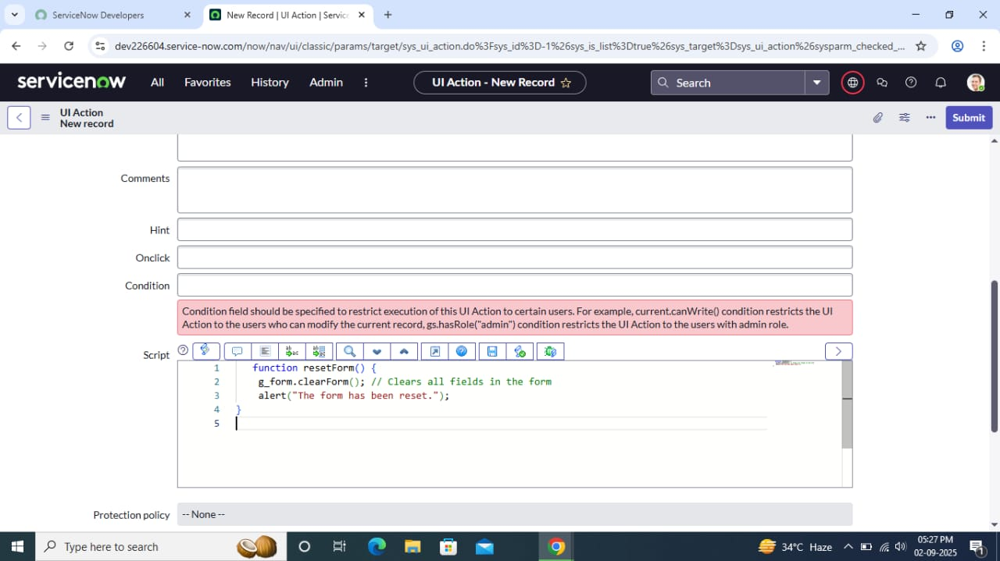 ServiceNow Developers
New Record | UI Action | Service
dev226604.service-now.com/now/nav/ui/classic/params/target/sys_ui_action.do%3Fsys_id%3D-1%26sys_is_list%3Dtrue%26sys_target%3Dsys_ui_action%26sysparm_checked_...
servicenow
All
Favorites
History
Admin
UI Action - New Record
Search
UI Action
New record
Submit
Comments
Hint
Onclick
Condition
Condition field should be specified to restrict execution of this UI Action to certain users. For example, current.canWrite() condition restricts the UI
Action to the users who can modify the current record, gs.hasRole("admin") condition restricts the UI Action to the users with admin role.
Script
1 function resetForm() {
2 g_form.clearForm(); // Clears all fields in the form
3 alert("The form has been reset.");
4 }
5
Protection policy
-- None --
Type here to search
34°C Haze
05:27 PM
02-09-2025
1